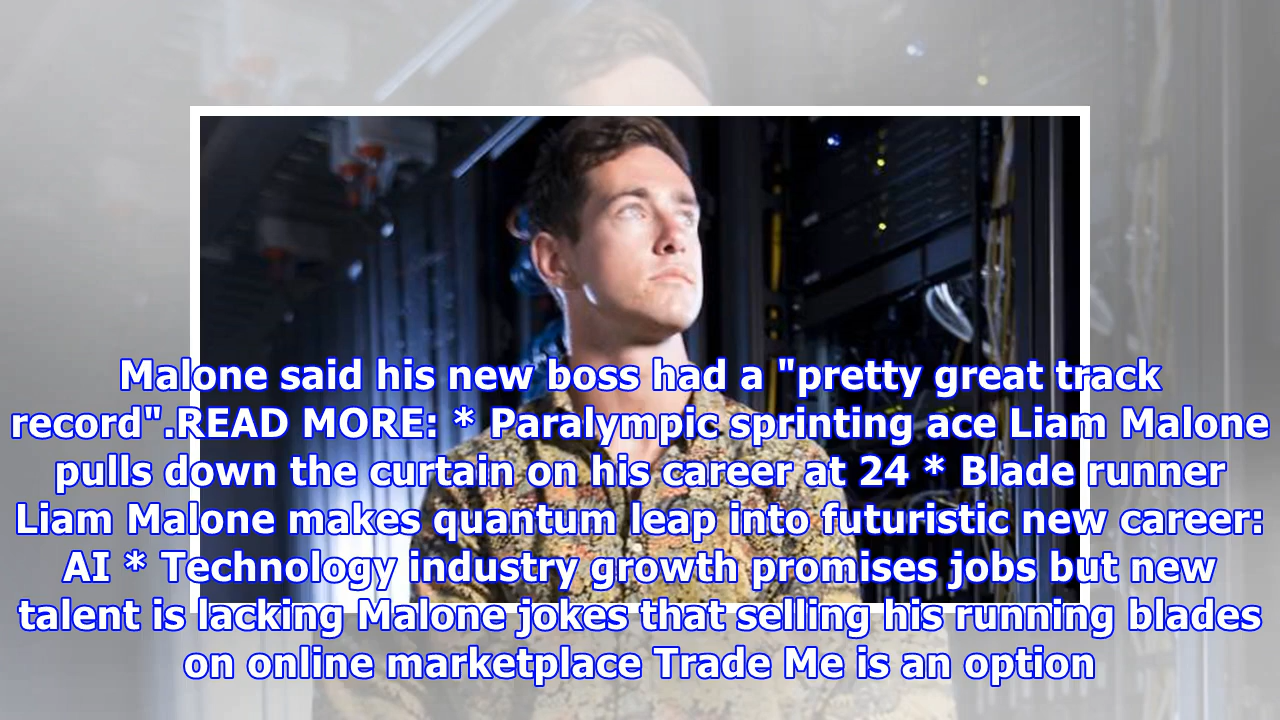 Malone said his new boss had a "pretty great track
record".READ MORE: * Paralympic sprinting ace Liam Malone
pulls down the curtain on his career at 24 * Blade runner
Liam Malone makes quantum leap into futuristic new career:
AI * Technology industry growth promises jobs but new
talent is lacking Malone jokes that selling his running blades
on online marketplace Trade Me is an option